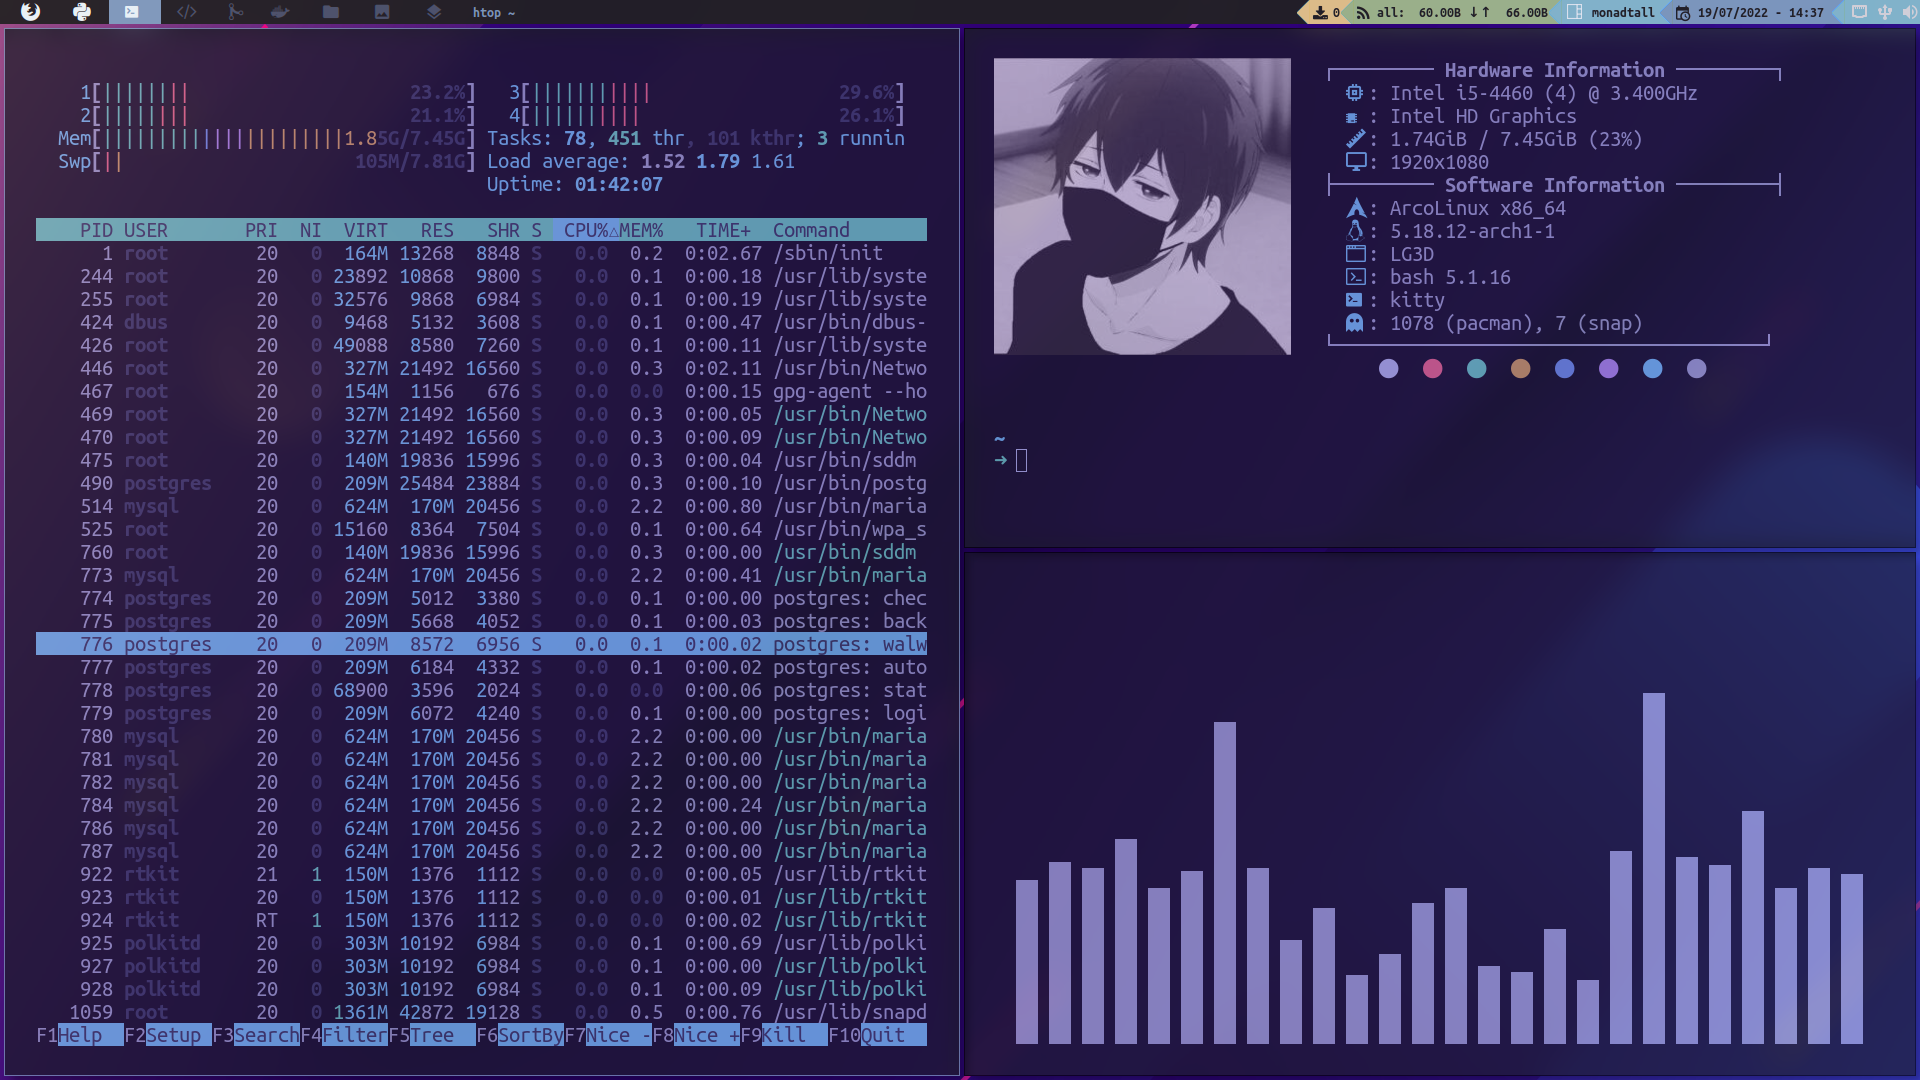 htop ~
0
all: 60.00B ↓↑ 66.00B
monadtall
19/07/2022 - 14:37
1[||||||||| 23.2%] 3[|||||||||||| 29.6%]
2[||||||||| 21.1%] 4[||||||||||| 26.1%]
Mem[||||||||||||||||||||||1.85G/7.45G] Tasks: 78, 451 thr, 101 kthr; 3 runnin
Swp[|| 105M/7.81G] Load average: 1.52 1.79 1.61
Uptime: 01:42:07
PID USER PRI NI VIRT RES SHR S CPU%△MEM% TIME+ Command
1 root 20 0 164M 13268 8848 S 0.0 0.2 0:02.67 /sbin/init
244 root 20 0 23892 10868 9800 S 0.0 0.1 0:00.18 /usr/lib/syste
255 root 20 0 32576 9868 6984 S 0.0 0.1 0:00.19 /usr/lib/syste
424 dbus 20 0 9468 5132 3608 S 0.0 0.1 0:00.47 /usr/bin/dbus-
426 root 20 0 49088 8580 7260 S 0.0 0.1 0:00.11 /usr/lib/syste
446 root 20 0 327M 21492 16560 S 0.0 0.3 0:02.11 /usr/bin/Netwo
467 root 20 0 154M 1156 676 S 0.0 0.0 0:00.15 gpg-agent --ho
469 root 20 0 327M 21492 16560 S 0.0 0.3 0:00.05 /usr/bin/Netwo
470 root 20 0 327M 21492 16560 S 0.0 0.3 0:00.09 /usr/bin/Netwo
475 root 20 0 140M 19836 15996 S 0.0 0.3 0:00.04 /usr/bin/sddm
490 postgres 20 0 209M 25484 23884 S 0.0 0.3 0:00.10 /usr/bin/postg
514 mysql 20 0 624M 170M 20456 S 0.0 2.2 0:00.80 /usr/bin/maria
525 root 20 0 15160 8364 7504 S 0.0 0.1 0:00.64 /usr/bin/wpa_s
760 root 20 0 140M 19836 15996 S 0.0 0.3 0:00.00 /usr/bin/sddm
773 mysql 20 0 624M 170M 20456 S 0.0 2.2 0:00.41 /usr/bin/maria
774 postgres 20 0 209M 5012 3380 S 0.0 0.1 0:00.00 postgres: chec
775 postgres 20 0 209M 5668 4052 S 0.0 0.1 0:00.03 postgres: back
776 postgres 20 0 209M 8572 6956 S 0.0 0.1 0:00.02 postgres: walw
777 postgres 20 0 209M 6184 4332 S 0.0 0.1 0:00.02 postgres: auto
778 postgres 20 0 68900 3596 2024 S 0.0 0.0 0:00.06 postgres: stat
779 postgres 20 0 209M 6072 4240 S 0.0 0.1 0:00.00 postgres: logi
780 mysql 20 0 624M 170M 20456 S 0.0 2.2 0:00.00 /usr/bin/maria
781 mysql 20 0 624M 170M 20456 S 0.0 2.2 0:00.00 /usr/bin/maria
782 mysql 20 0 624M 170M 20456 S 0.0 2.2 0:00.00 /usr/bin/maria
784 mysql 20 0 624M 170M 20456 S 0.0 2.2 0:00.24 /usr/bin/maria
786 mysql 20 0 624M 170M 20456 S 0.0 2.2 0:00.00 /usr/bin/maria
787 mysql 20 0 624M 170M 20456 S 0.0 2.2 0:00.00 /usr/bin/maria
922 rtkit 21 1 150M 1376 1112 S 0.0 0.0 0:00.05 /usr/lib/rtkit
923 rtkit 20 0 150M 1376 1112 S 0.0 0.0 0:00.01 /usr/lib/rtkit
924 rtkit RT 1 150M 1376 1112 S 0.0 0.0 0:00.02 /usr/lib/rtkit
925 polkitd 20 0 303M 10192 6984 S 0.0 0.1 0:00.69 /usr/lib/polki
927 polkitd 20 0 303M 10192 6984 S 0.0 0.1 0:00.00 /usr/lib/polki
928 polkitd 20 0 303M 10192 6984 S 0.0 0.1 0:00.09 /usr/lib/polki
1059 root 20 0 1361M 42872 19128 S 0.0 0.5 0:00.76 /usr/lib/snapd
F1Help F2Setup F3SearchF4FilterF5Tree F6SortByF7Nice -F8Nice +F9Kill F10Quit
Hardware Information
: Intel i5-4460 (4) @ 3.400GHz
: Intel HD Graphics
: 1.74GiB / 7.45GiB (23%)
: 1920x1080
Software Information
: ArcoLinux x86_64
: 5.18.12-arch1-1
: LG3D
: bash 5.1.16
: kitty
: 1078 (pacman), 7 (snap)
~
→